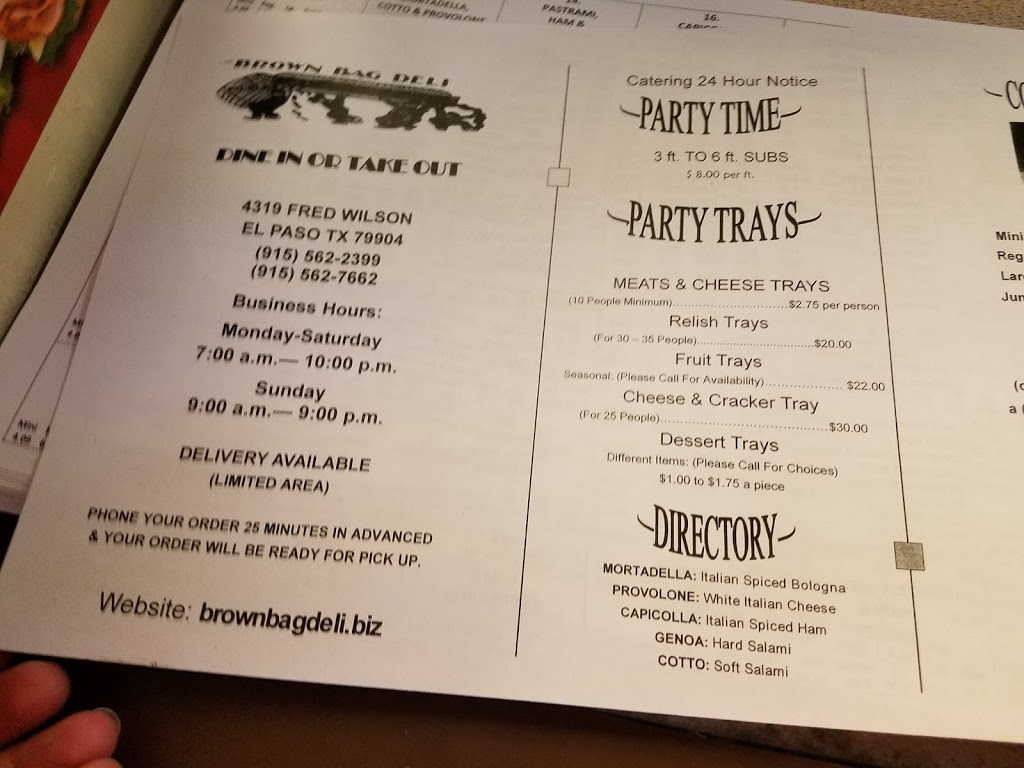 MORTADELLA,
COTTO & PROVOLONE
14.
PASTRAMI,
HAM &
16.
BROWN BAG DELI
DINE IN OR TAKE OUT
4319 FRED WILSON
EL PASO TX 79904
(915) 562-2399
(915) 562-7662
Business Hours:
Monday-Saturday
7:00 a.m.— 10:00 p.m.
Sunday
9:00 a.m.— 9:00 p.m.
DELIVERY AVAILABLE
(LIMITED AREA)
PHONE YOUR ORDER 25 MINUTES IN ADVANCED
& YOUR ORDER WILL BE READY FOR PICK UP.
Website: brownbagdeli.biz
Catering 24 Hour Notice
PARTY TIME
3 ft. TO 6 ft. SUBS
$ 8.00 per ft.
PARTY TRAYS
MEATS & CHEESE TRAYS
(10 People Minimum)..............................$2.75 per person
Relish Trays
(For 30 – 35 People)..............................$20.00
Fruit Trays
Seasonal: (Please Call For Availability).................... $22.00
Cheese & Cracker Tray
(For 25 People)...........................................$30.00
Dessert Trays
Different Items: (Please Call For Choices)
$1.00 to $1.75 a piece
DIRECTORY
MORTADELLA: Italian Spiced Bologna
PROVOLONE: White Italian Cheese
CAPICOLLA: Italian Spiced Ham
GENOA: Hard Salami
COTTO: Soft Salami
Mini
Reg
Lar
Jun